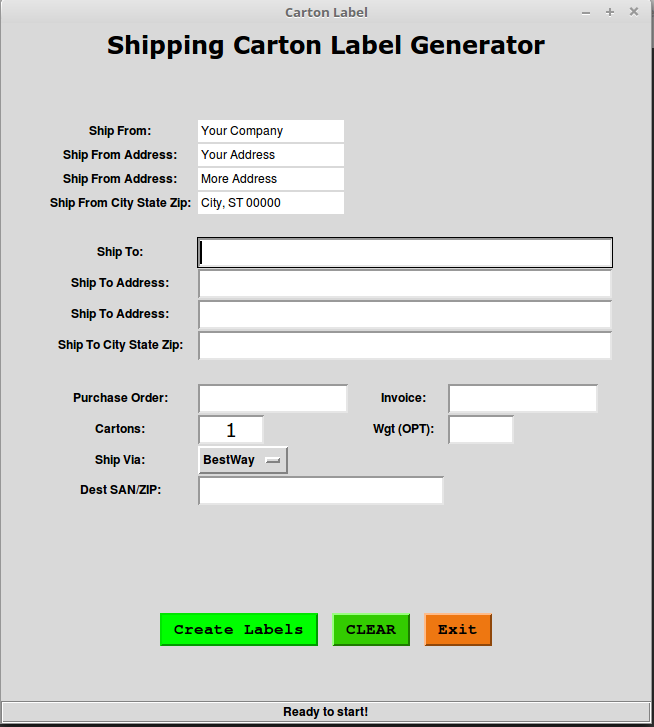 Carton Label
Shipping Carton Label Generator
Ship From: Your Company
Ship From Address: Your Address
Ship From Address: More Address
Ship From City State Zip: City, ST 00000
Ship To:
Ship To Address:
Ship To Address:
Ship To City State Zip:
Purchase Order: Invoice:
Cartons: 1 Wgt (OPT):
Ship Via: BestWay
Dest SAN/ZIP:
Create Labels CLEAR Exit
Ready to start!